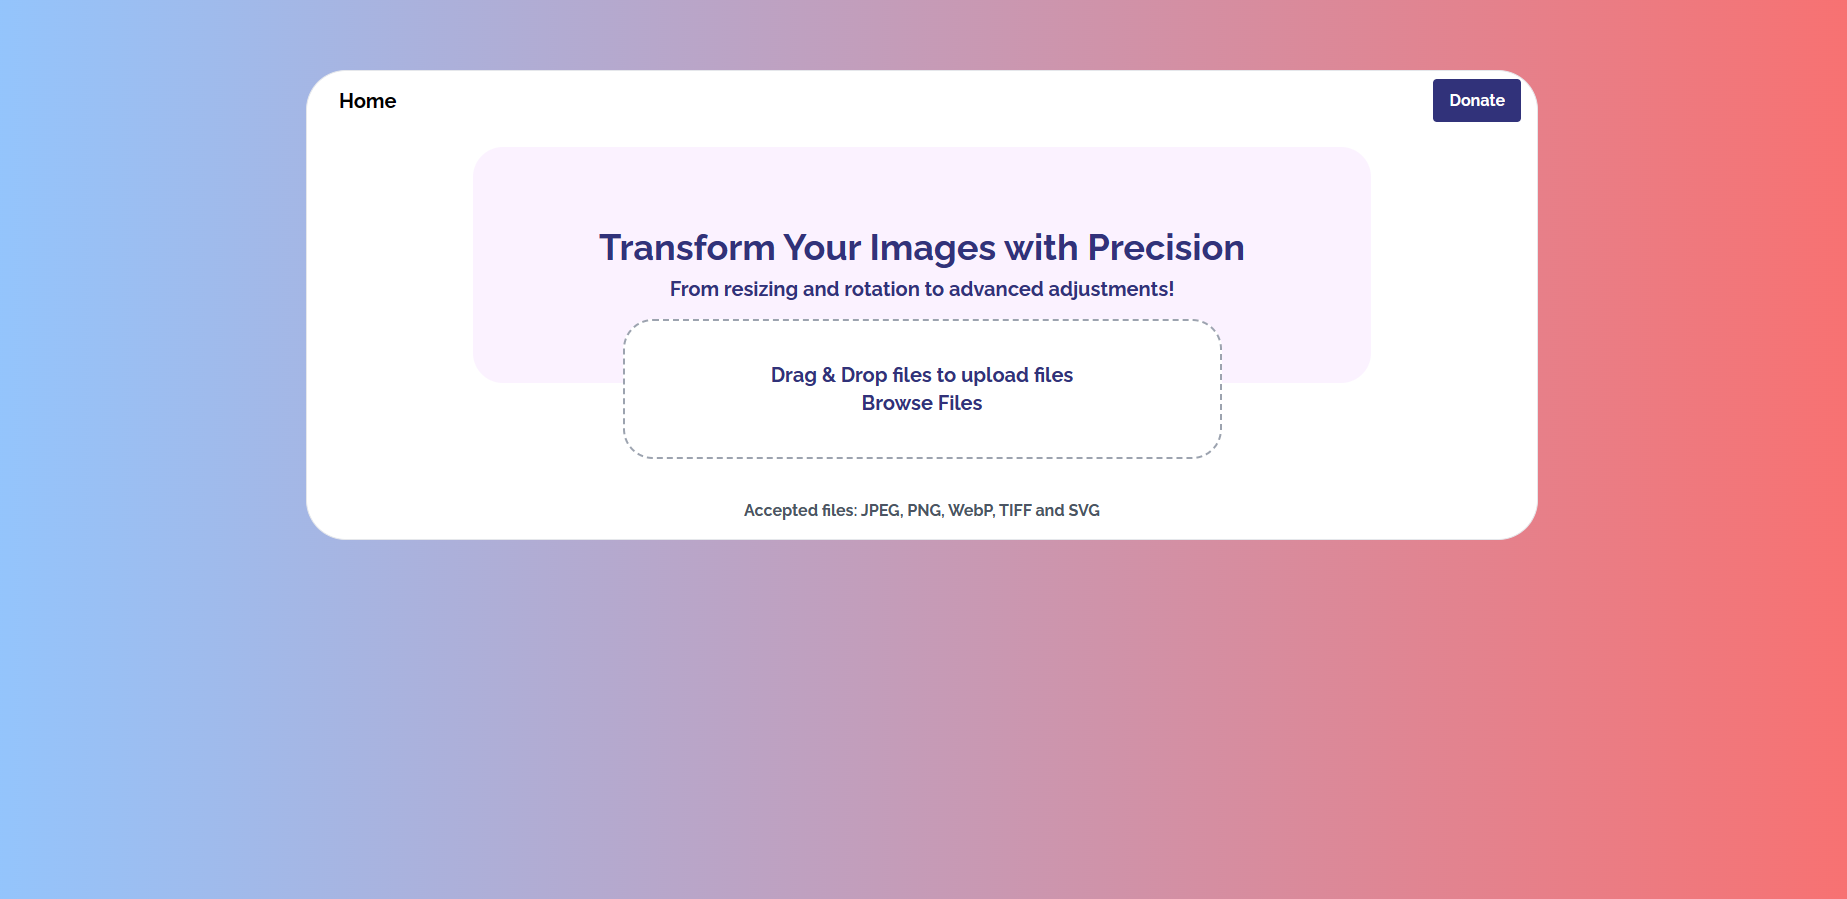 Home
Donate
Transform Your Images with Precision
From resizing and rotation to advanced adjustments!
Drag & Drop files to upload files
Browse Files
Accepted files: JPEG, PNG, WebP, TIFF and SVG